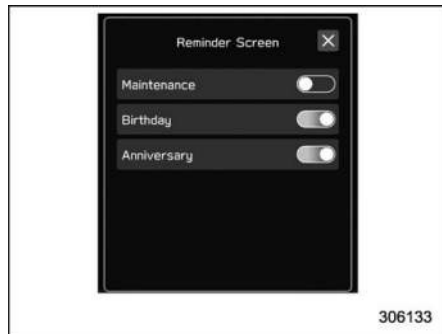 Reminder Screen
Maintenance
Birthday
Anniversary
306133